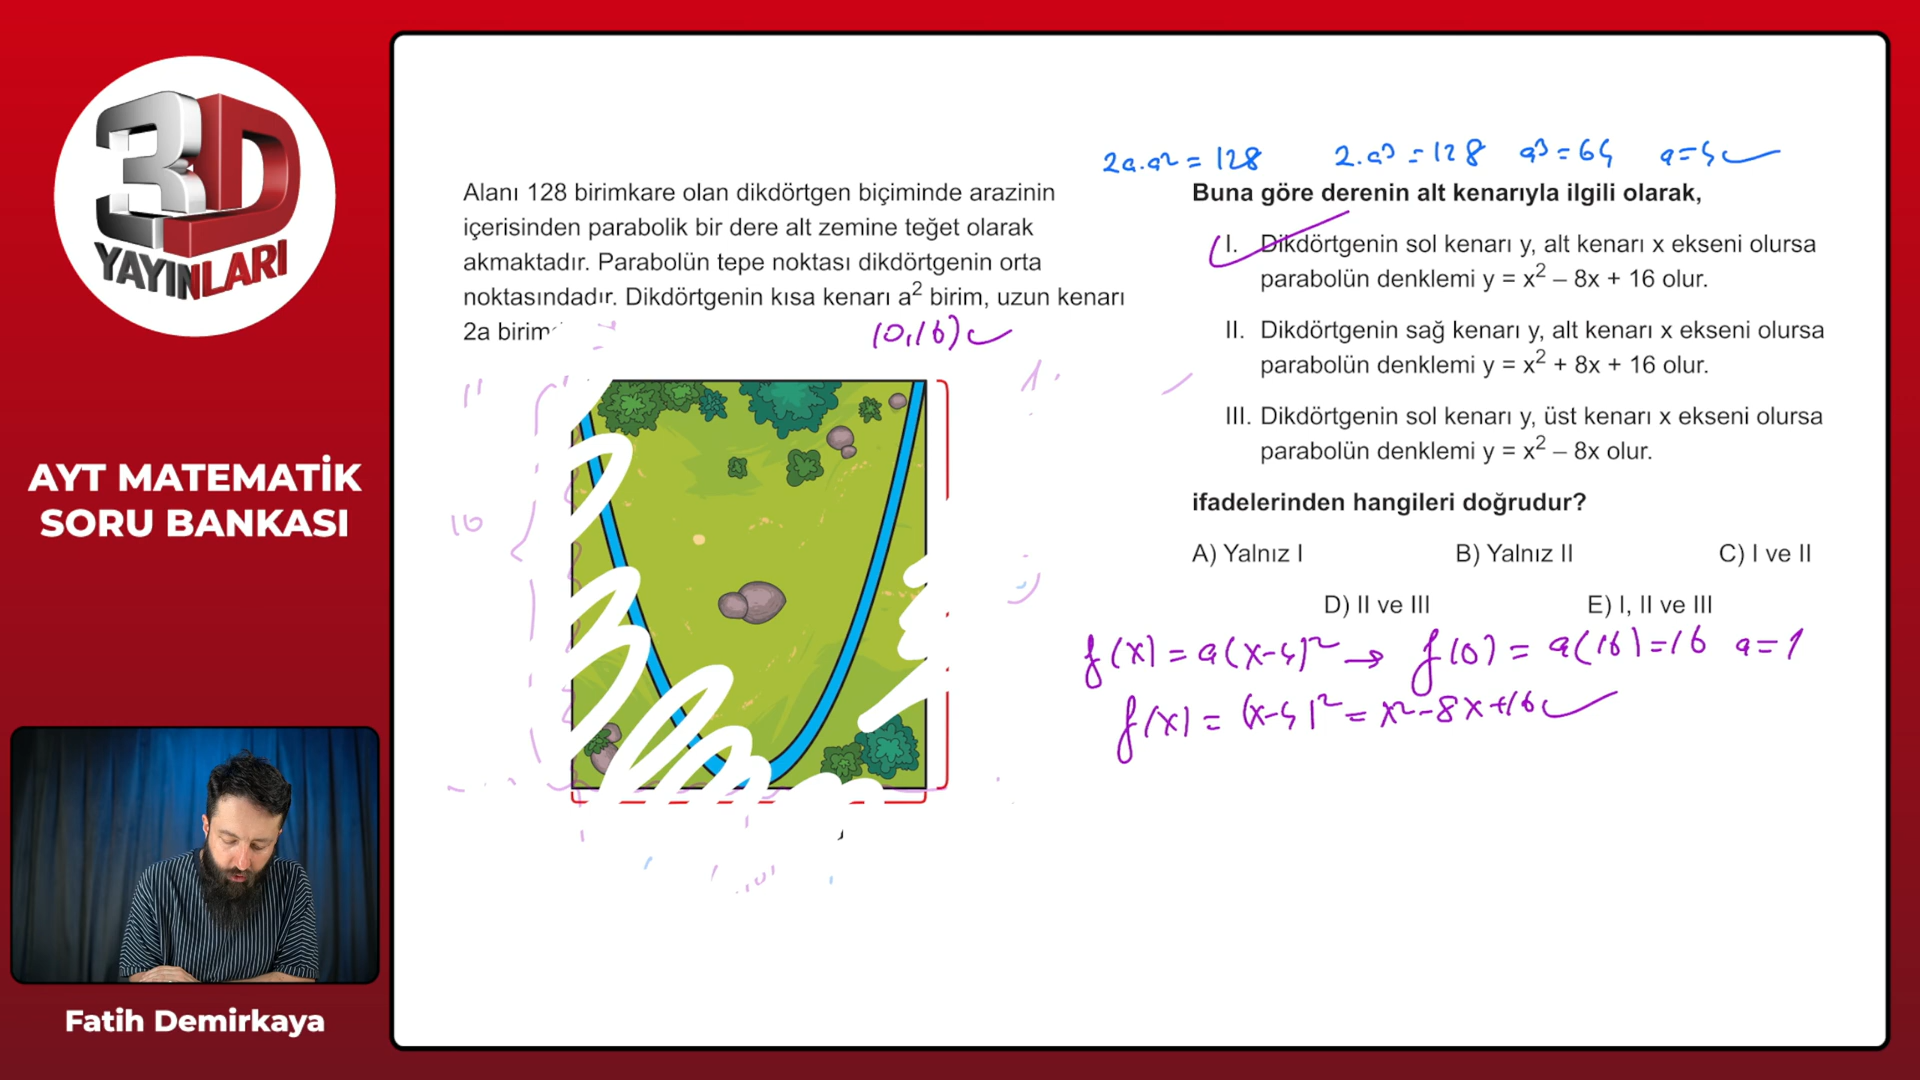 3D
YAYINLARI
AYT MATEMATİK
SORU BANKASI
Fatih Demirkaya
Alanı 128 birimkare olan dikdörtgen biçiminde arazinin
içerisinden parabolik bir dere alt zemine teğet olarak
akmaktadır. Parabolün tepe noktası dikdörtgenin orta
noktasındadır. Dikdörtgenin kısa kenarı a² birim, uzun kenarı
2a birim
(0,16)
16
2a.a² = 128 2.a³ = 128 a³ = 64 a=4
Buna göre derenin alt kenarıyla ilgili olarak,
I. Dikdörtgenin sol kenarı y, alt kenarı x ekseni olursa
parabolün denklemi y = x² – 8x + 16 olur.
II. Dikdörtgenin sağ kenarı y, alt kenarı x ekseni olursa
parabolün denklemi y = x² + 8x + 16 olur.
III. Dikdörtgenin sol kenarı y, üst kenarı x ekseni olursa
parabolün denklemi y = x² – 8x olur.
ifadelerinden hangileri doğrudur?
A) Yalnız I B) Yalnız II C) I ve II
D) II ve III E) I, II ve III
f(x) = a(x-4)² → f(0) = a(16) = 16 a=1
f(x) = (x-4)² = x²-8x+16